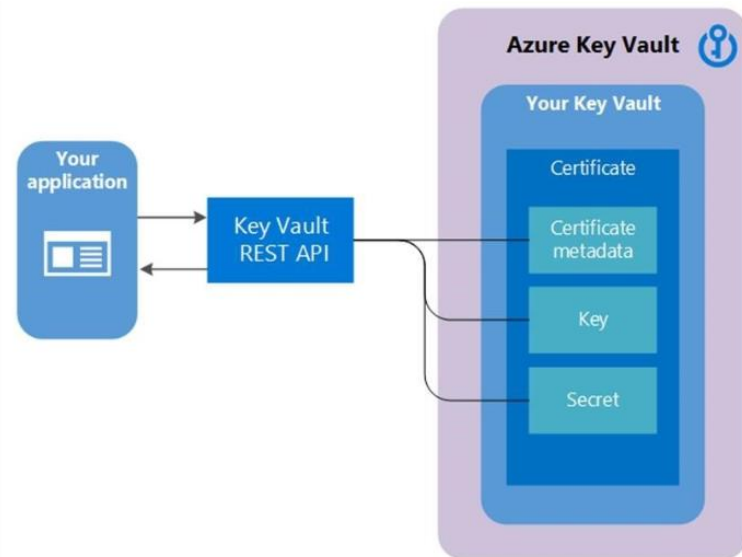 Azure Key Vault
Your Key Vault
Your
application
Certificate
Key Vault
REST API
Certificate
metadata
Key
Secret